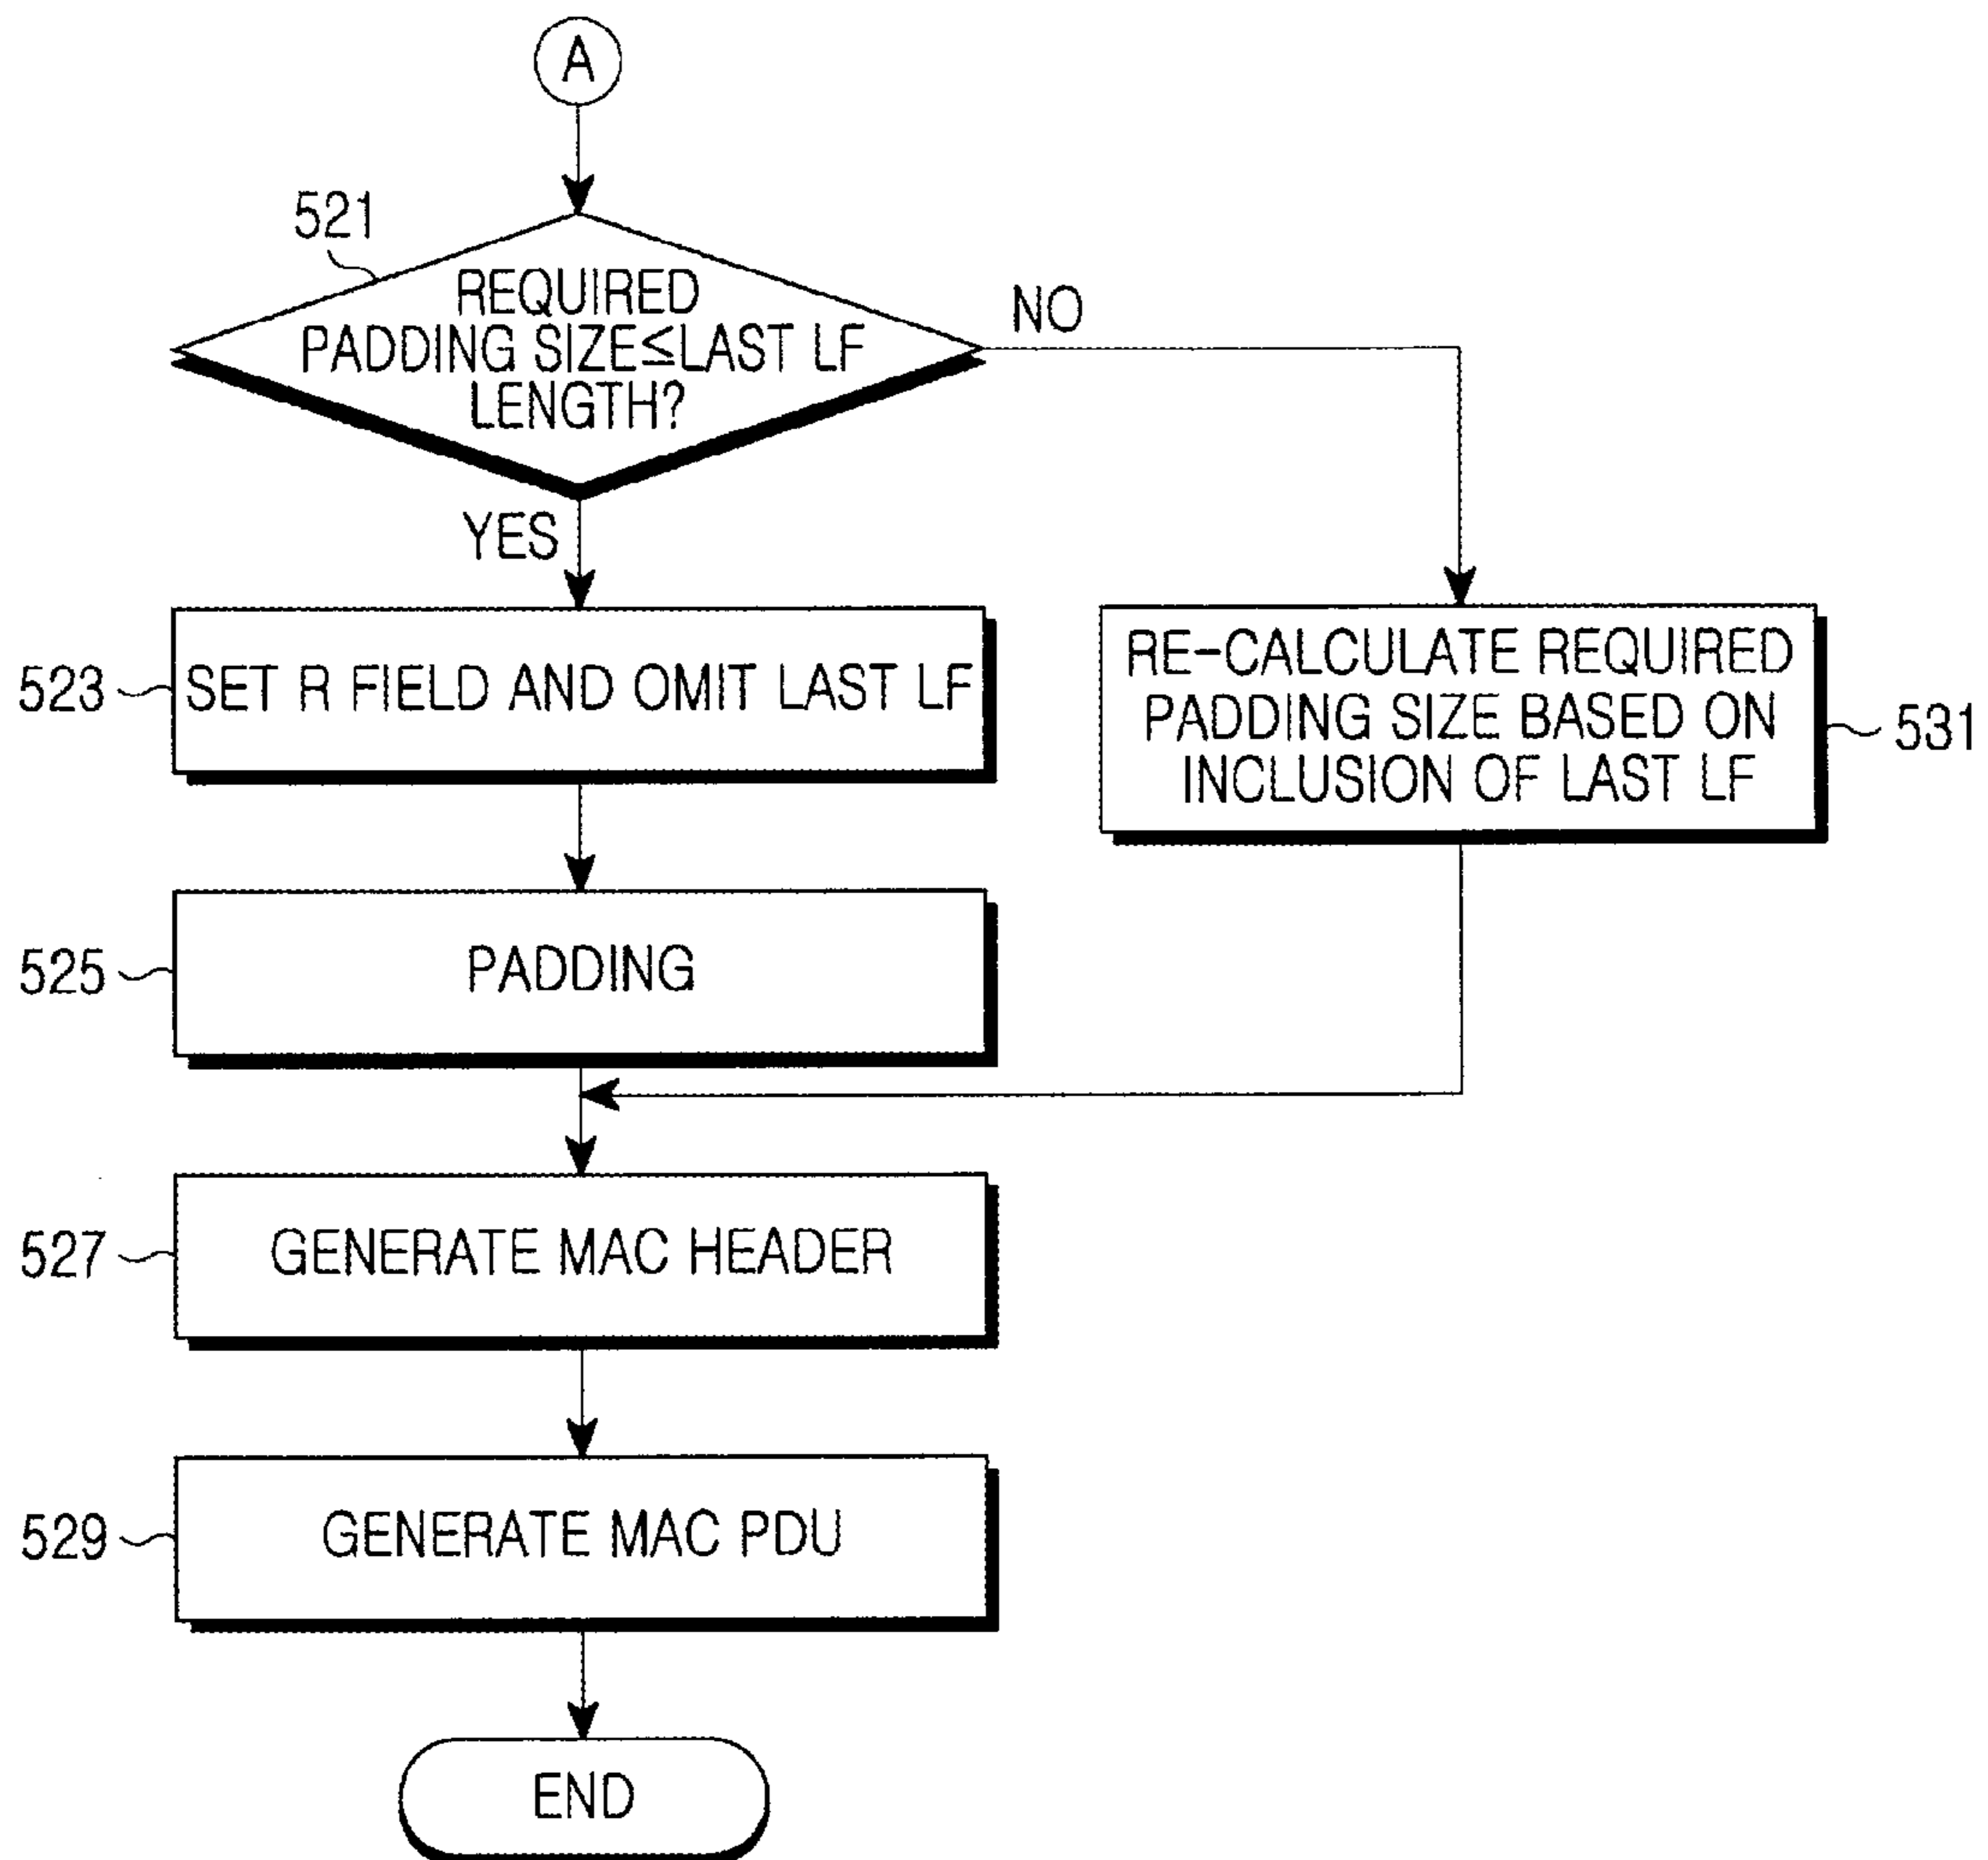 A
521
REQUIRED
PADDING SIZE≤LAST LF
LENGTH?
NO
YES
523
SET R FIELD AND OMIT LAST LF
RE-CALCULATE REQUIRED
PADDING SIZE BASED ON
INCLUSION OF LAST LF
531
525
PADDING
527
GENERATE MAC HEADER
529
GENERATE MAC PDU
END